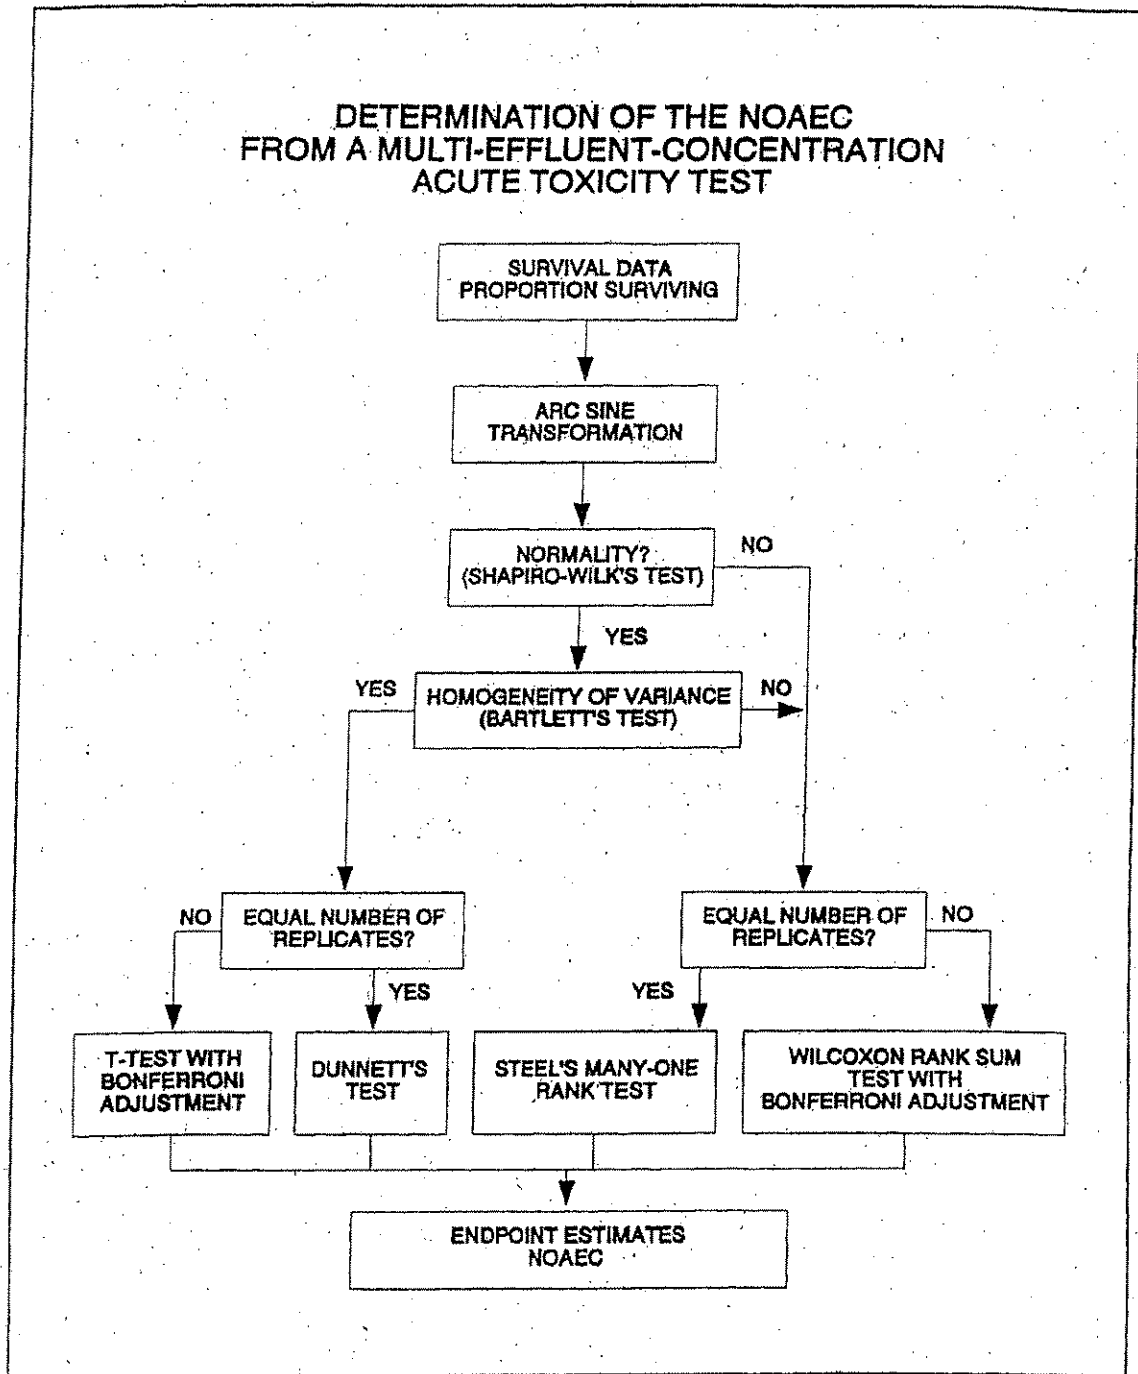 DETERMINATION OF THE NOAEC
FROM A MULTI-EFFLUENT-CONCENTRATION
ACUTE TOXICITY TEST
SURVIVAL DATA
PROPORTION SURVIVING
ARC SINE
TRANSFORMATION
NORMALITY?
(SHAPIRO-WILK'S TEST)
NO
YES
HOMOGENEITY OF VARIANCE
(BARTLETT'S TEST)
YES
NO
EQUAL NUMBER OF
REPLICATES?
NO
YES
EQUAL NUMBER OF
REPLICATES?
NO
YES
T-TEST WITH
BONFERRONI
ADJUSTMENT
DUNNETT'S
TEST
STEEL'S MANY-ONE
RANK TEST
WILCOXON RANK SUM
TEST WITH
BONFERRONI ADJUSTMENT
ENDPOINT ESTIMATES
NOAEC